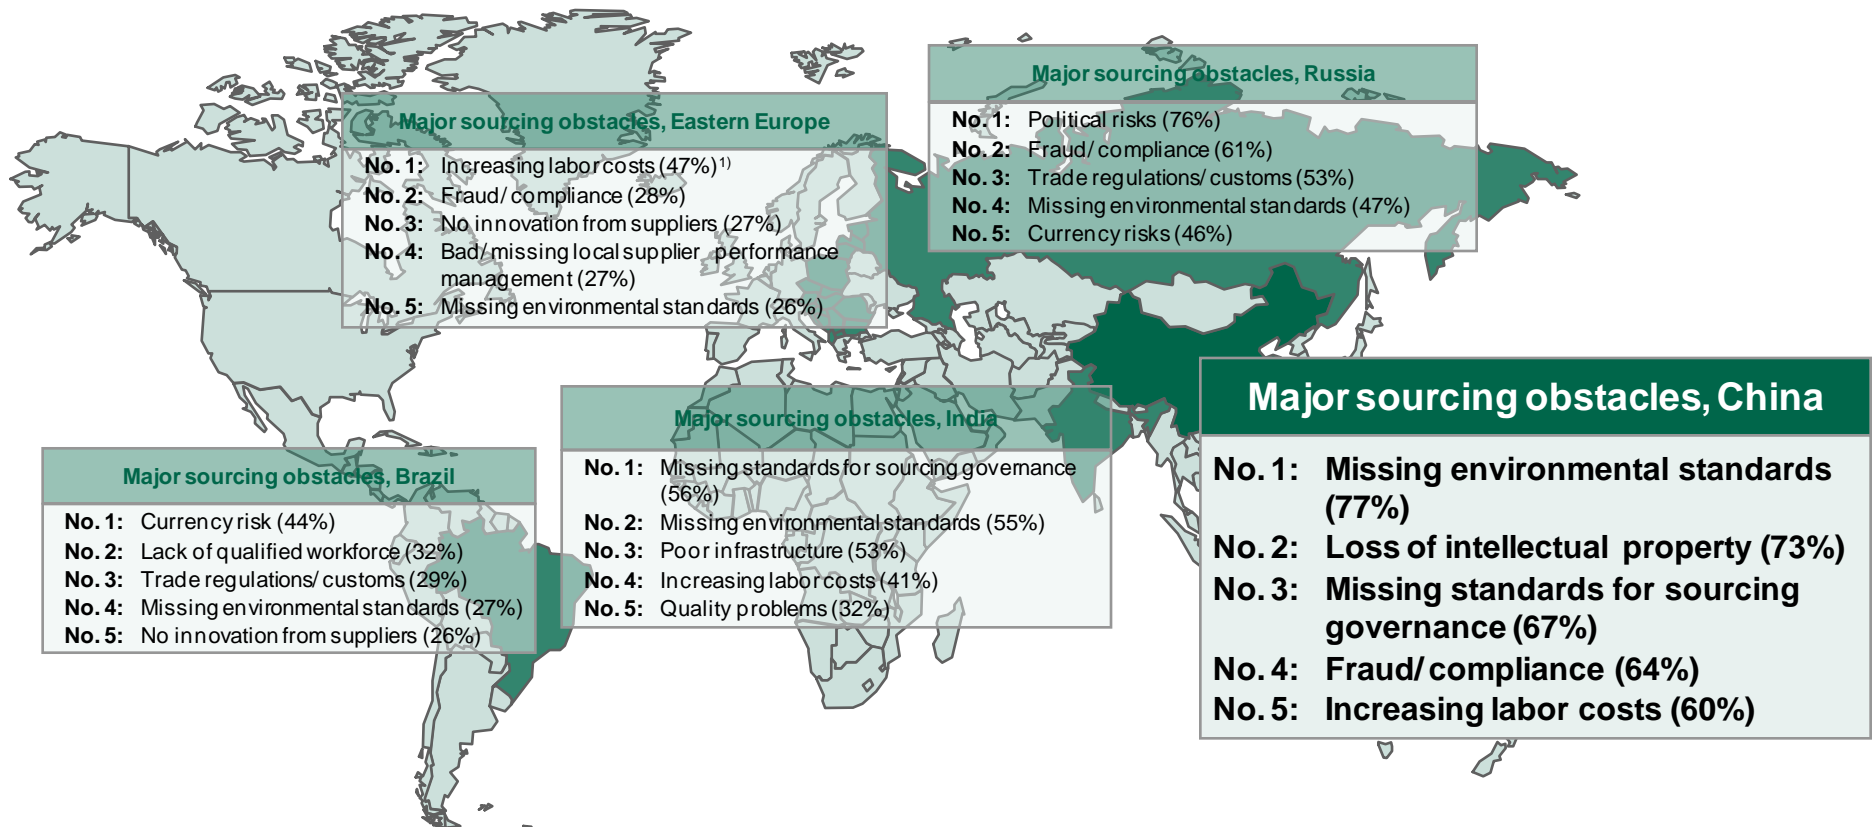 Major sourcing obstacles, Russia
No. 1: Political risks (76%)
No. 2: Fraud/ compliance (61%)
No. 3: Trade regulations/ customs (53%)
No. 4: Missing environmental standards (47%)
No. 5: Currency risks (46%)
Major sourcing obstacles, Eastern Europe
No. 1: Increasing labor costs (47%)¹⁾
No. 2: Fraud/ compliance (28%)
No. 3: No innovation from suppliers (27%)
No. 4: Bad/ missing local supplier performance
management (27%)
No. 5: Missing environmental standards (26%)
Major sourcing obstacles, China
No. 1: Missing environmental standards
(77%)
No. 2: Loss of intellectual property (73%)
No. 3: Missing standards for sourcing
governance (67%)
No. 4: Fraud/ compliance (64%)
No. 5: Increasing labor costs (60%)
Major sourcing obstacles, India
No. 1: Missing standards for sourcing governance
(56%)
No. 2: Missing environmental standards (55%)
No. 3: Poor infrastructure (53%)
No. 4: Increasing labor costs (41%)
No. 5: Quality problems (32%)
Major sourcing obstacles, Brazil
No. 1: Currency risk (44%)
No. 2: Lack of qualified workforce (32%)
No. 3: Trade regulations/ customs (29%)
No. 4: Missing environmental standards (27%)
No. 5: No innovation from suppliers (26%)